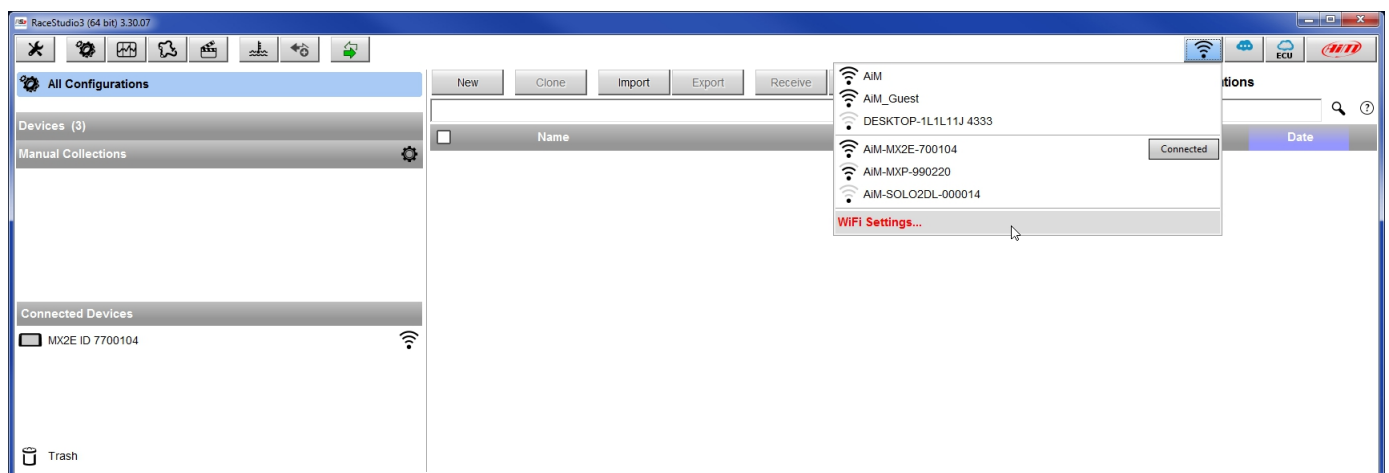 RaceStudio3 (64 bit) 3.30.07
ECU
AiM
All Configurations
New Clone Import Export Receive
Devices (3)
Manual Collections
Name
Date
AiM
AiM_Guest
DESKTOP-1L1L11J 4333
AiM-MX2E-700104 Connected
AiM-MXP-990220
AiM-SOLO2DL-000014
WiFi Settings...
Connected Devices
MX2E ID 7700104
Trash